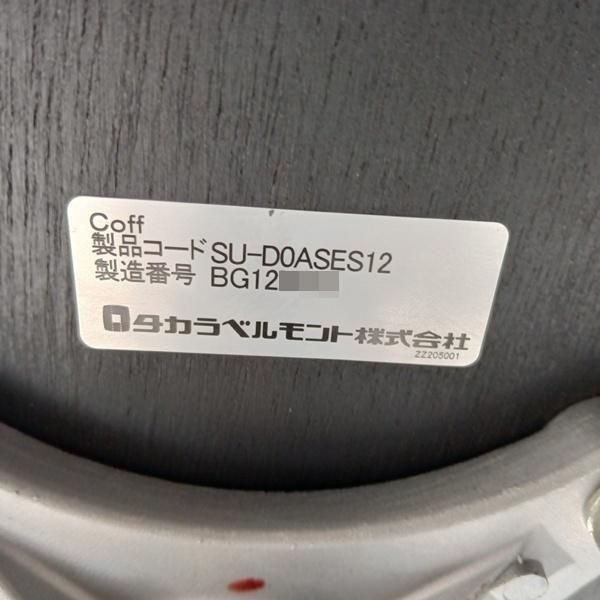 Coff
製品コード SU-D0ASES12
製造番号 BG12
タカラベルモント株式会社
ZZ205001